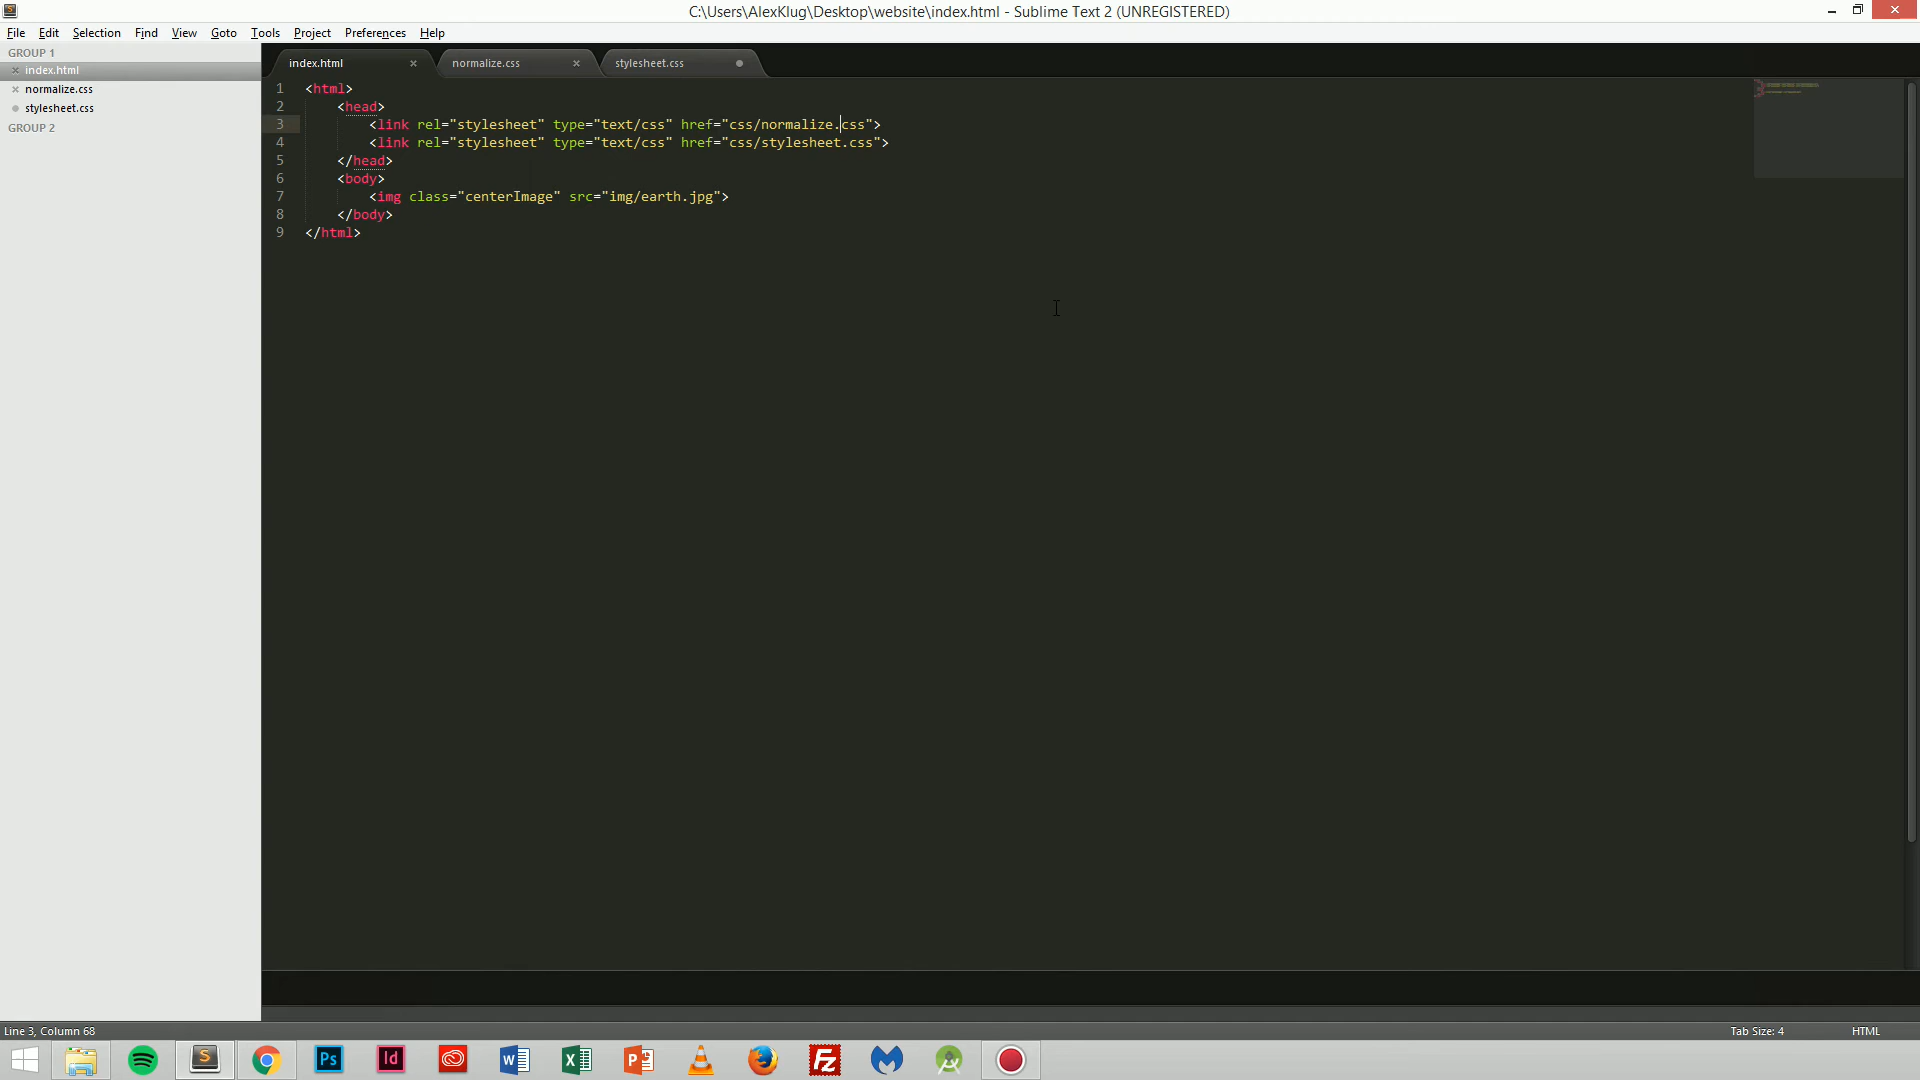 C:\Users\AlexKlug\Desktop\website\index.html - Sublime Text 2 (UNREGISTERED)
File Edit Selection Find View Goto Tools Project Preferences Help
GROUP 1
index.html
normalize.css
stylesheet.css
GROUP 2
index.html normalize.css stylesheet.css
1 <html>
2 <head>
3 <link rel="stylesheet" type="text/css" href="css/normalize.css">
4 <link rel="stylesheet" type="text/css" href="css/stylesheet.css">
5 </head>
6 <body>
7 <img class="centerImage" src="img/earth.jpg">
8 </body>
9 </html>
Line 3, Column 68 Tab Size: 4 HTML
S Ps Id W X P Fz